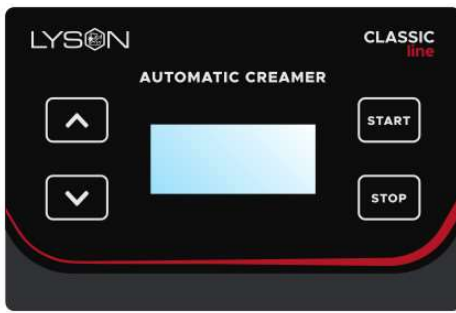 LYSON
CLASSIC
line
AUTOMATIC CREAMER
START
STOP